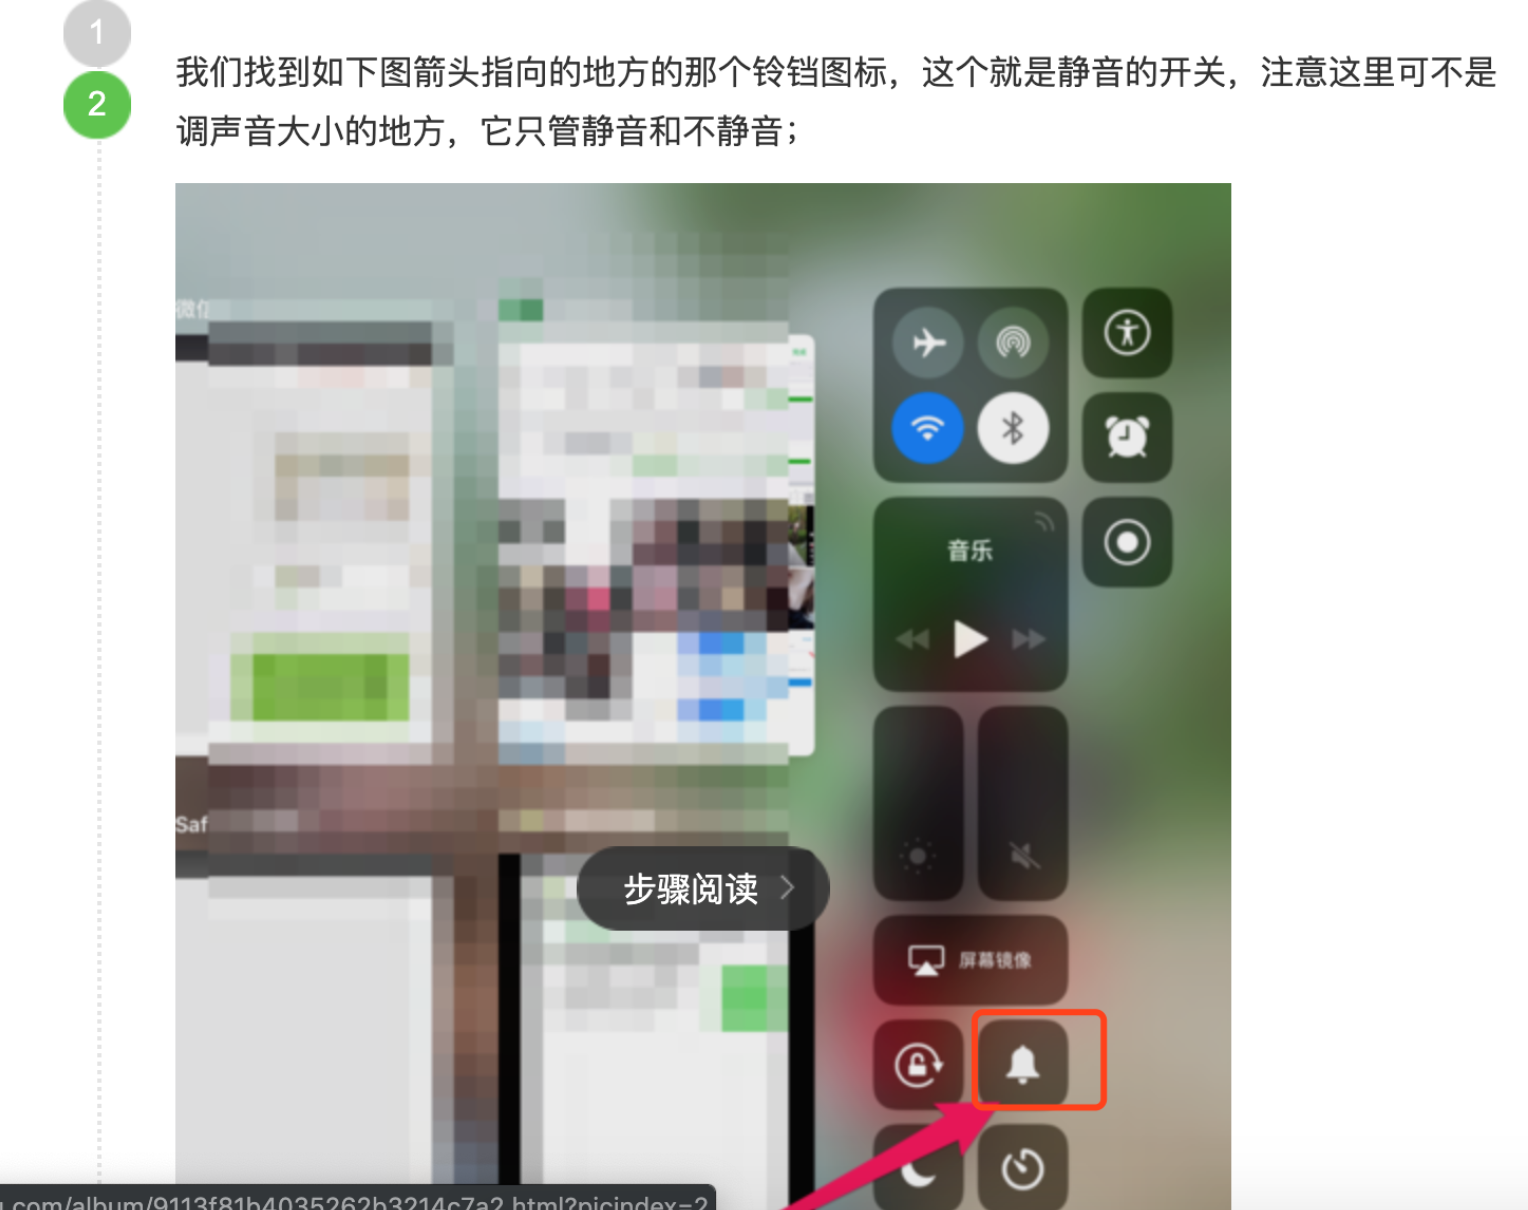 1
2
我们找到如下图箭头指向的地方的那个铃铛图标，这个就是静音的开关，注意这里可不是
调声音大小的地方，它只管静音和不静音；
微信
音乐
Saf
步骤阅读
屏幕镜像
.com/album/9113f81b4035262b3214c7a2.html?picindex=2